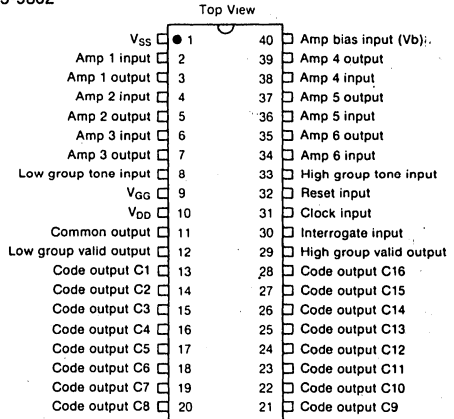 Top View
V_SS 1 40 Amp bias input (Vb)
Amp 1 input 2 39 Amp 4 output
Amp 1 output 3 38 Amp 4 input
Amp 2 input 4 37 Amp 5 output
Amp 2 output 5 36 Amp 5 input
Amp 3 input 6 35 Amp 6 output
Amp 3 output 7 34 Amp 6 input
Low group tone input 8 33 High group tone input
V_GG 9 32 Reset input
V_DD 10 31 Clock input
Common output 11 30 Interrogate input
Low group valid output 12 29 High group valid output
Code output C1 13 28 Code output C16
Code output C2 14 27 Code output C15
Code output C3 15 26 Code output C14
Code output C4 16 25 Code output C13
Code output C5 17 24 Code output C12
Code output C6 18 23 Code output C11
Code output C7 19 22 Code output C10
Code output C8 20 21 Code output C9